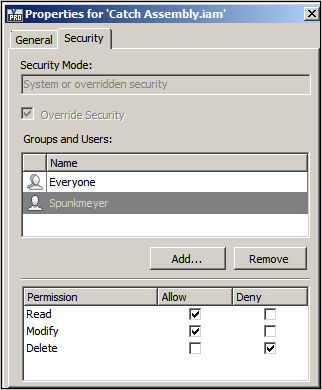 PRO Properties for 'Catch Assembly.iam'
General Security
Security Mode:
System or overridden security
Override Security
Groups and Users:
Name
Everyone
Spunkmeyer
Add... Remove
Permission Allow Deny
Read
Modify
Delete